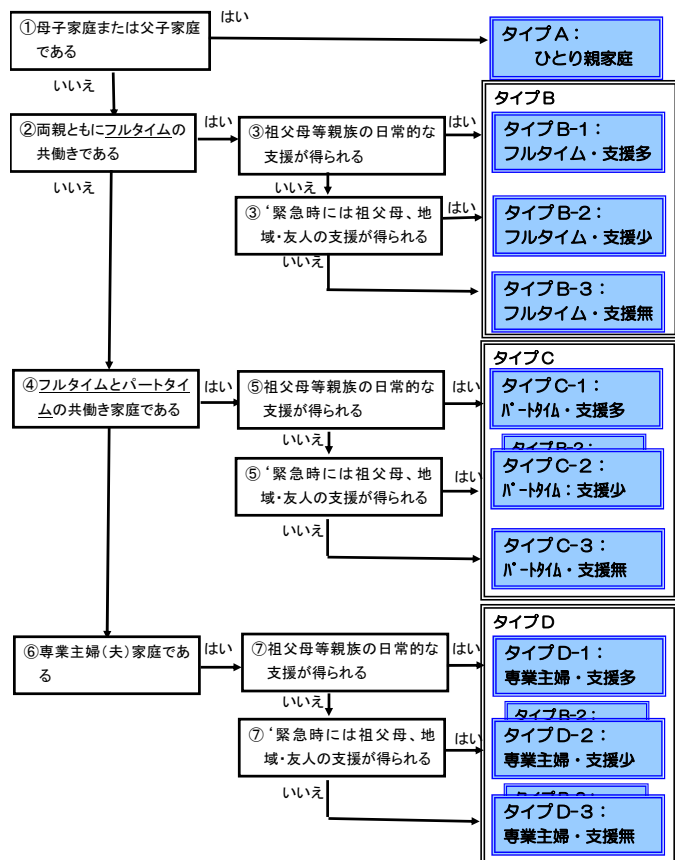 ①母子家庭または父子家庭
である
はい
タイプA：
ひとり親家庭
いいえ
②両親ともにフルタイムの
共働きである
はい
③祖父母等親族の日常的な
支援が得られる
はい
タイプB
タイプB-1：
フルタイム・支援多
いいえ
いいえ
③‘緊急時には祖父母、地
域・友人の支援が得られる
はい
タイプB-2：
フルタイム・支援少
いいえ
タイプB-3：
フルタイム・支援無
④フルタイムとパートタイ
ムの共働き家庭である
はい
⑤祖父母等親族の日常的な
支援が得られる
はい
タイプC
タイプC-1：
ﾊﾟｰﾄﾀｲﾑ・支援多
いいえ
タイプB-2：
⑤‘緊急時には祖父母、地
域・友人の支援が得られる
はい
タイプC-2：
ﾊﾟｰﾄﾀｲﾑ：支援少
いいえ
タイプC-3：
ﾊﾟｰﾄﾀｲﾑ・支援無
⑥専業主婦（夫）家庭であ
る
はい
⑦祖父母等親族の日常的な
支援が得られる
はい
タイプD
タイプD-1：
専業主婦・支援多
いいえ
タイプB-2：
⑦‘緊急時には祖父母、地
域・友人の支援が得られる
はい
タイプD-2：
専業主婦・支援少
いいえ
タイプD-3：
専業主婦・支援無